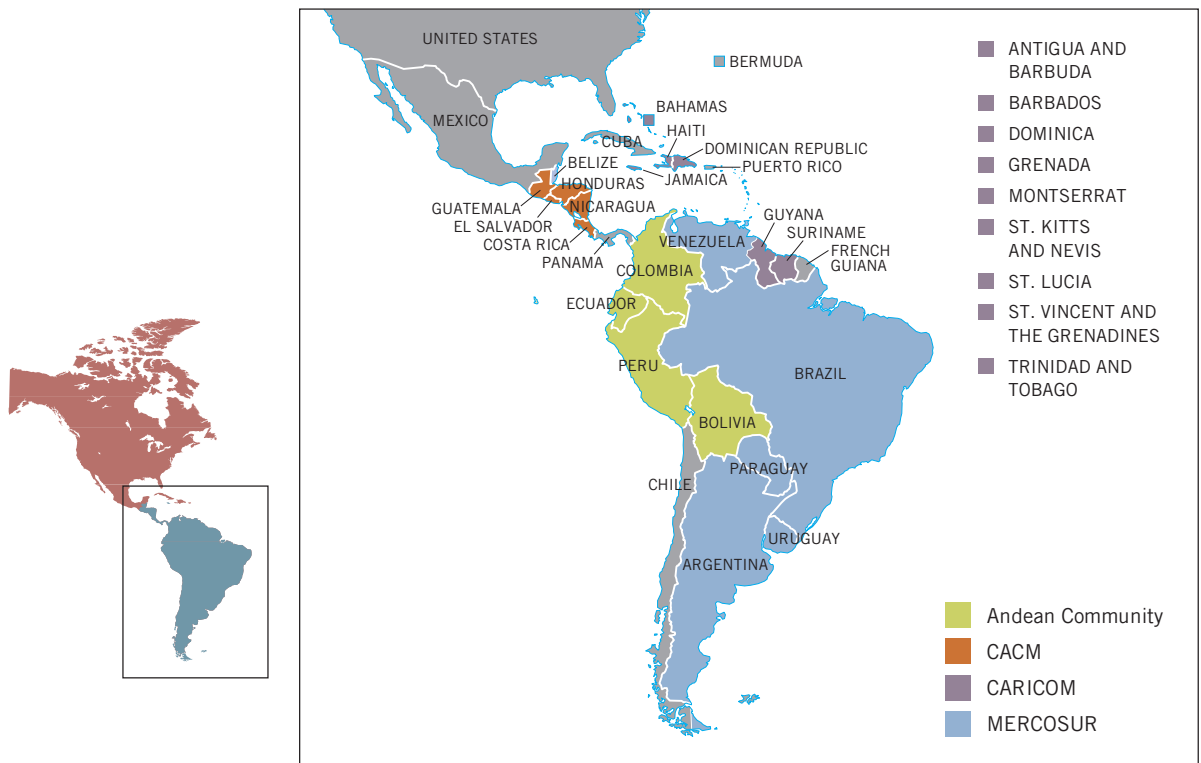 UNITED STATES
BERMUDA
MEXICO
BAHAMAS
CUBA
HAITI
DOMINICAN REPUBLIC
PUERTO RICO
JAMAICA
BELIZE
HONDURAS
GUATEMALA
NICARAGUA
EL SALVADOR
COSTA RICA
PANAMA
VENEZUELA
GUYANA
SURINAME
FRENCH
GUIANA
COLOMBIA
ECUADOR
PERU
BRAZIL
BOLIVIA
PARAGUAY
CHILE
URUGUAY
ARGENTINA
ANTIGUA AND
BARBUDA
BARBADOS
DOMINICA
GRENADA
MONTSERRAT
ST. KITTS
AND NEVIS
ST. LUCIA
ST. VINCENT AND
THE GRENADINES
TRINIDAD AND
TOBAGO
Andean Community
CACM
CARICOM
MERCOSUR